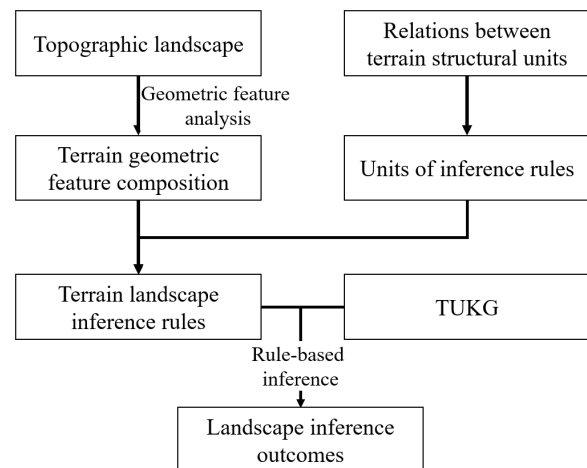 Topographic landscape
Relations between
terrain structural units
Geometric feature
analysis
Terrain geometric
feature composition
Units of inference rules
Terrain landscape
inference rules
TUKG
Rule-based
inference
Landscape inference
outcomes